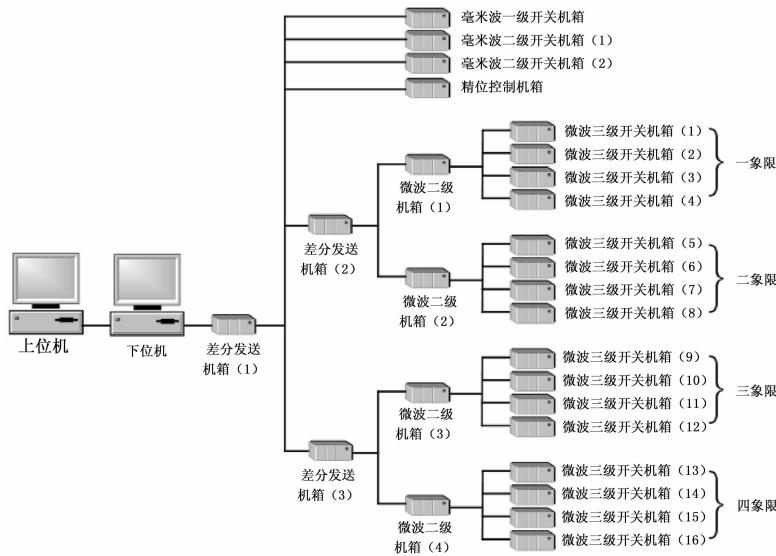 毫米波一级开关机箱
毫米波二级开关机箱（1）
毫米波二级开关机箱（2）
精位控制机箱
微波三级开关机箱（1）
微波三级开关机箱（2）
微波三级开关机箱（3）
微波三级开关机箱（4）
一象限
微波二级
机箱（1）
差分发送
机箱（2）
微波三级开关机箱（5）
微波三级开关机箱（6）
微波三级开关机箱（7）
微波三级开关机箱（8）
二象限
微波二级
机箱（2）
上位机
下位机
差分发送
机箱（1）
微波三级开关机箱（9）
微波三级开关机箱（10）
微波三级开关机箱（11）
微波三级开关机箱（12）
三象限
微波二级
机箱（3）
差分发送
机箱（3）
微波三级开关机箱（13）
微波三级开关机箱（14）
微波三级开关机箱（15）
微波三级开关机箱（16）
四象限
微波二级
机箱（4）